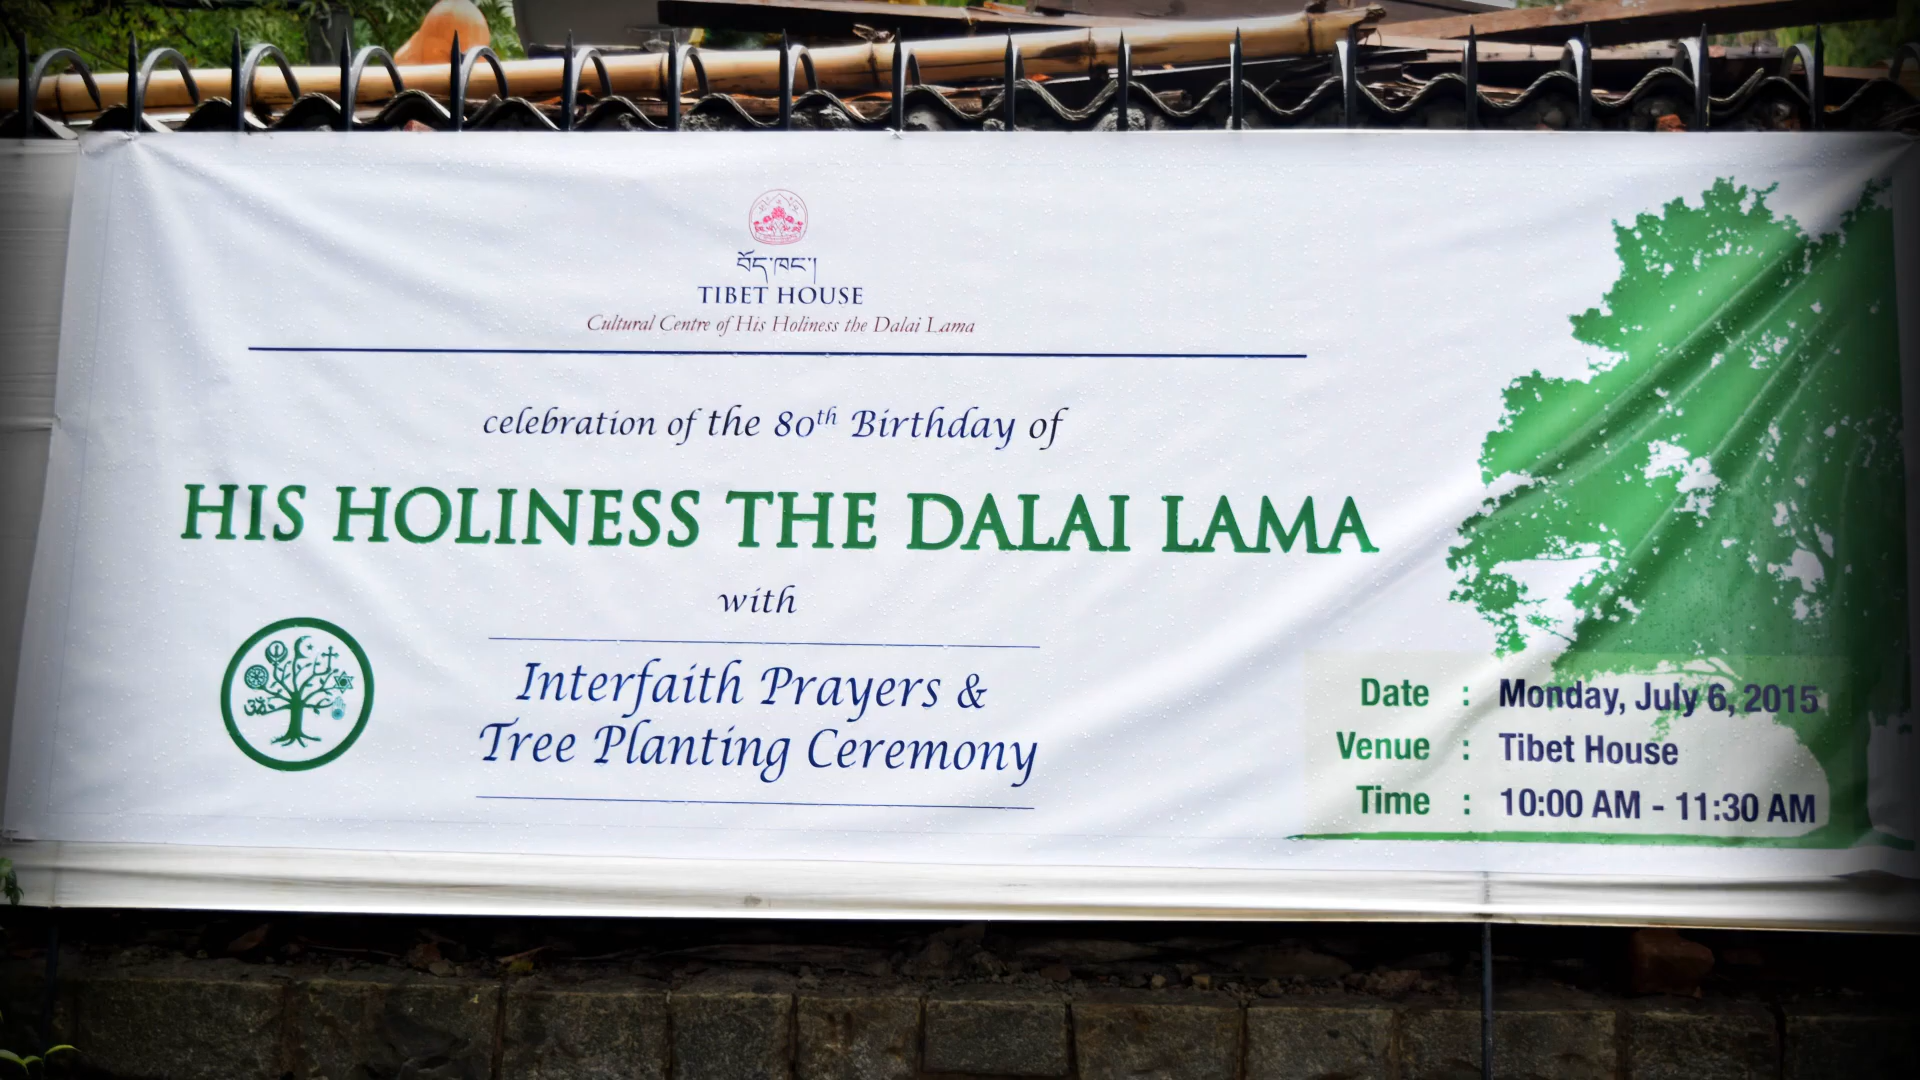 བོད་ཁང་།
TIBET HOUSE
Cultural Centre of His Holiness the Dalai Lama
celebration of the 80th Birthday of
HIS HOLINESS THE DALAI LAMA
with
Interfaith Prayers &
Tree Planting Ceremony
Date : Monday, July 6, 2015
Venue : Tibet House
Time : 10:00 AM - 11:30 AM